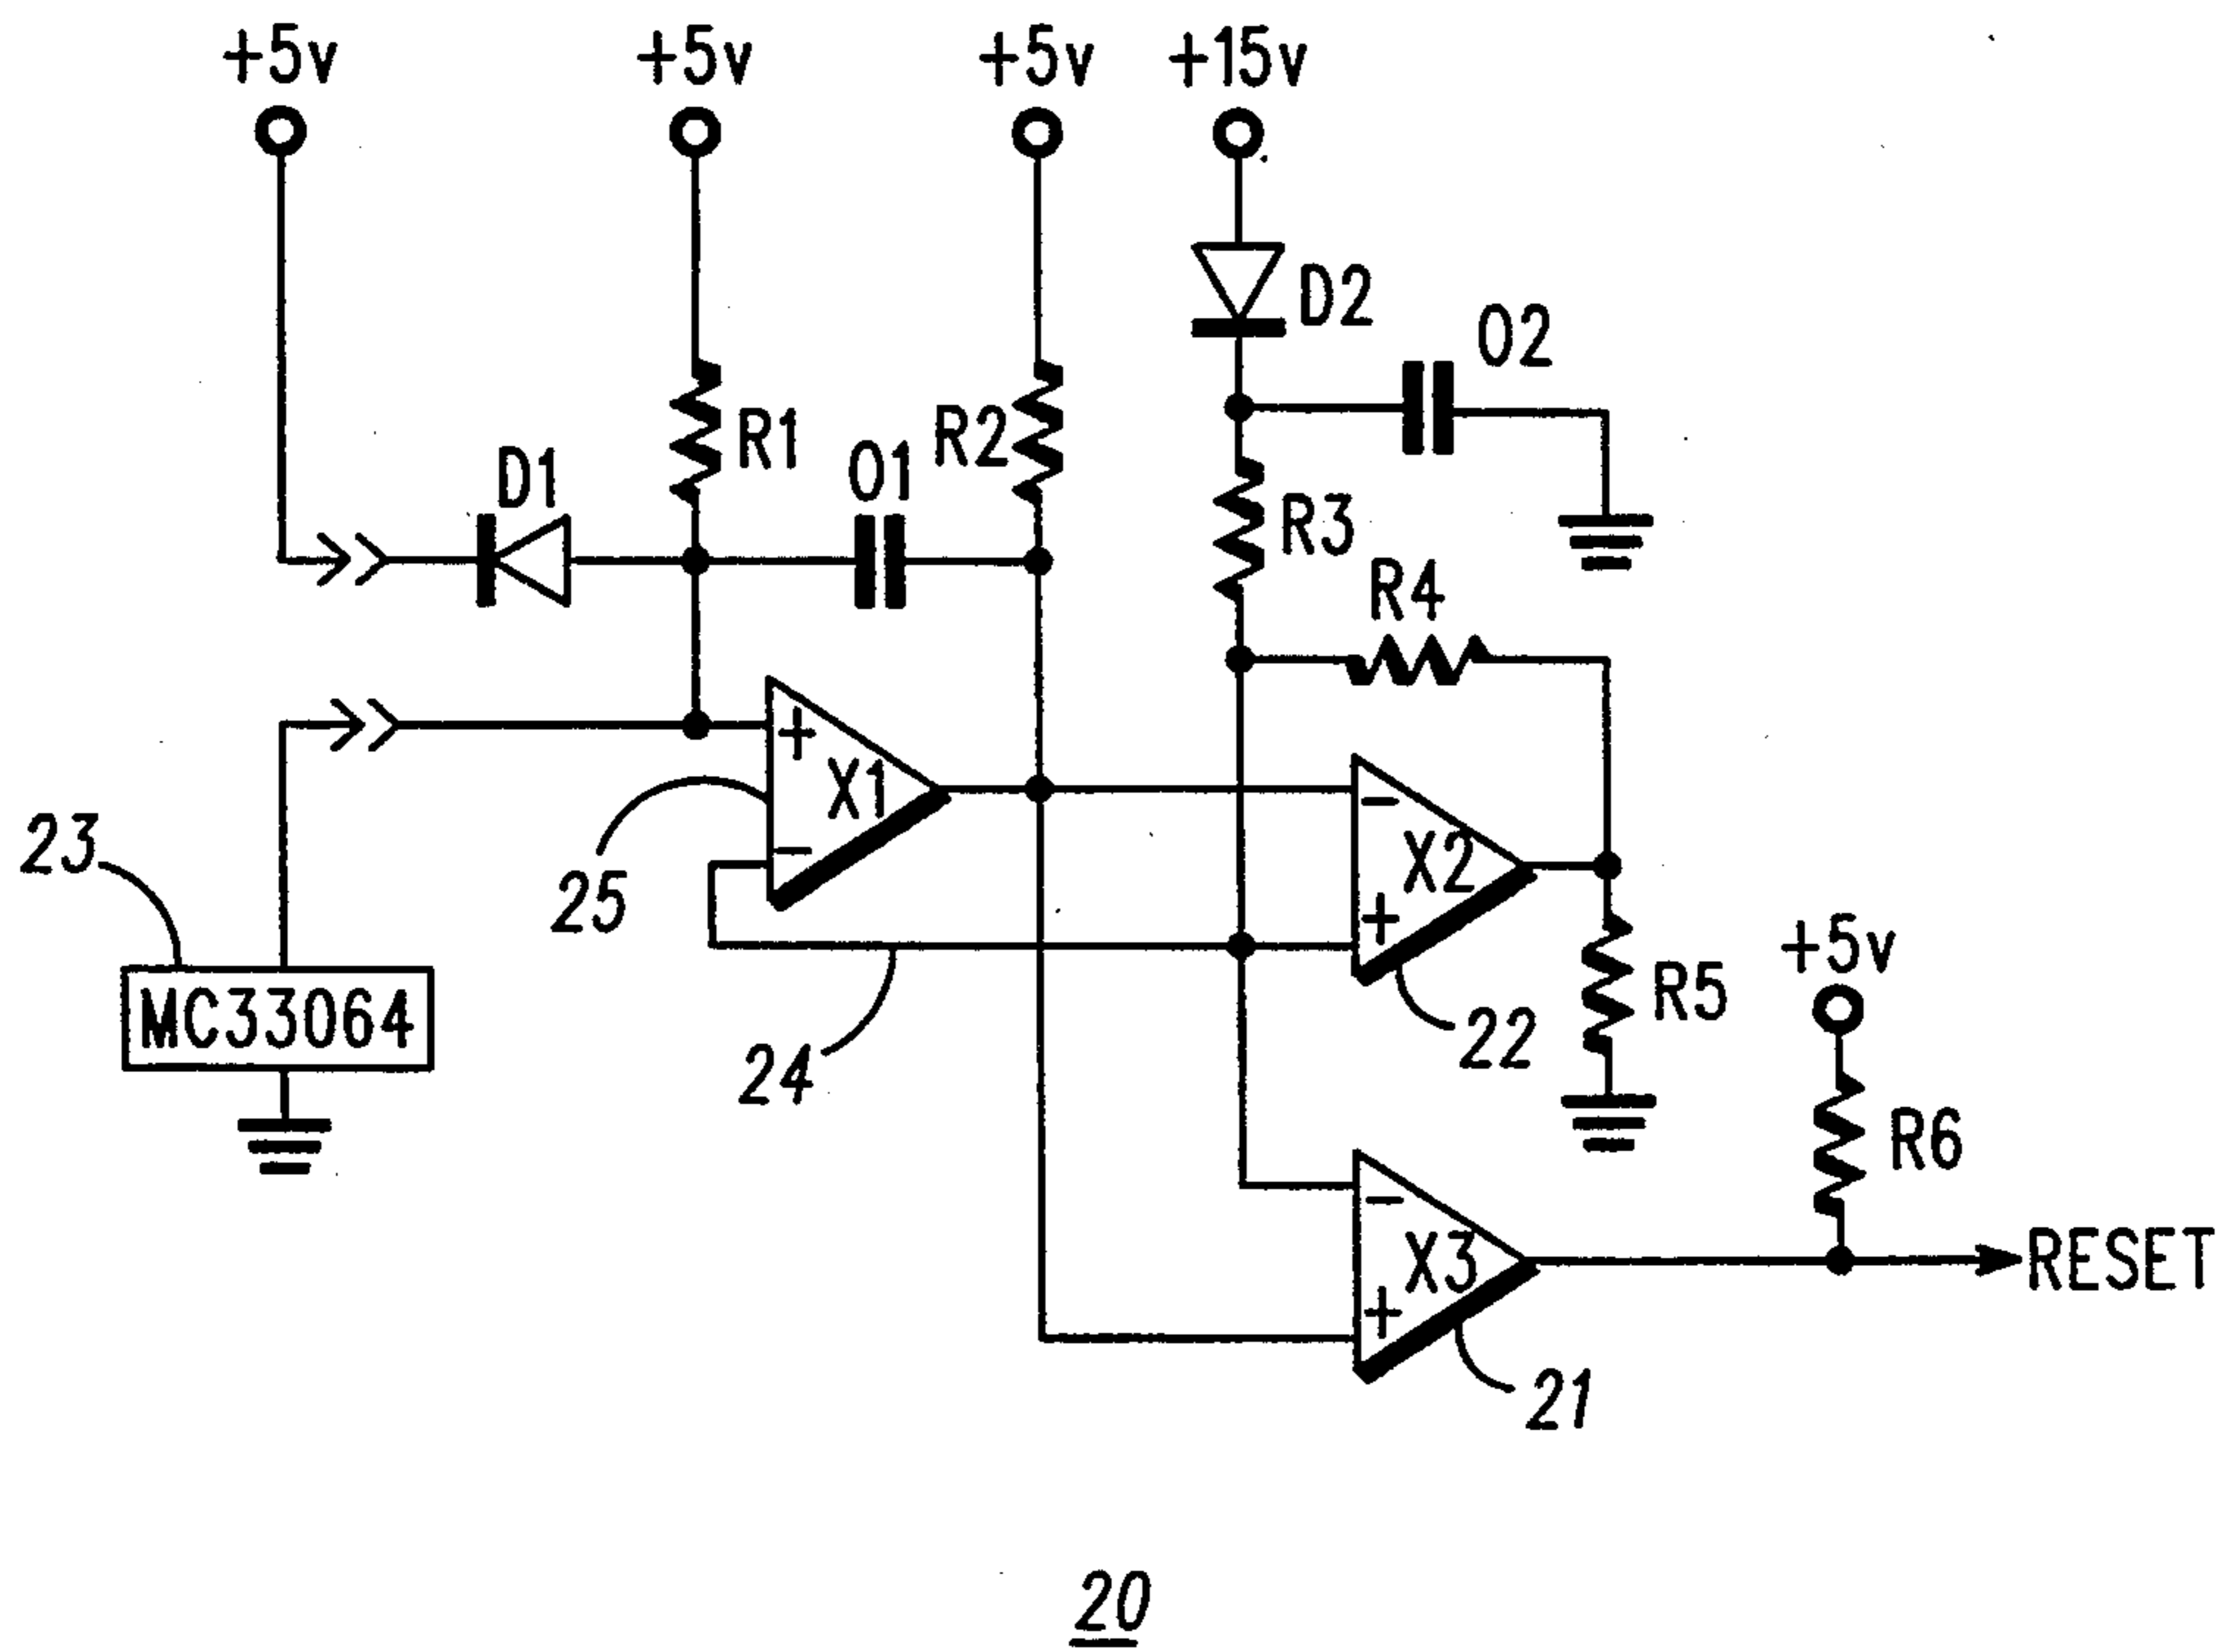 +5v
+5v
+5v
+15v
D2
O2
R1
R2
D1
O1
R3
R4
+
X1
−
−
X2
+
23
25
MC33064
24
22
R5
+5v
R6
−
X3
+
RESET
21
20